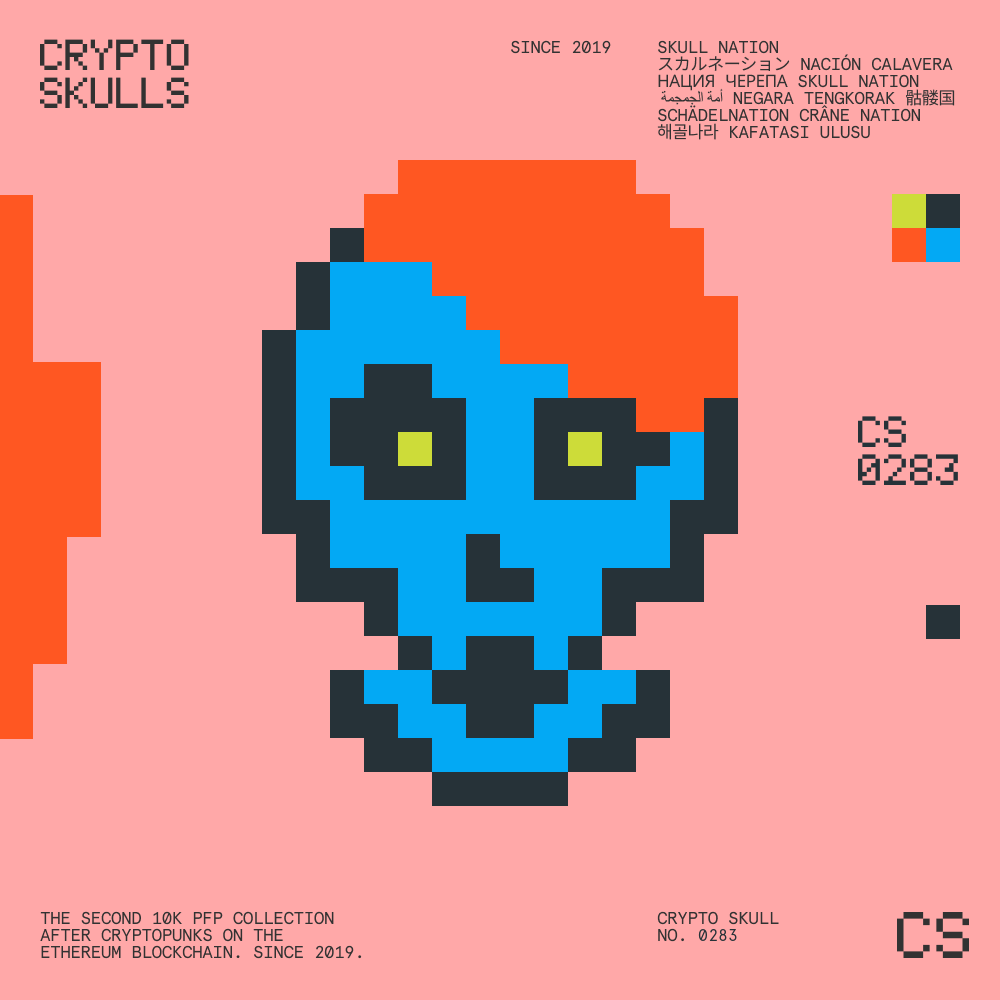 CRYPTO
SKULLS
SINCE 2019
SKULL NATION
スカルネーション NACIÓN CALAVERA
НАЦИЯ ЧЕРЕПА SKULL NATION
أمة الجمجمة NEGARA TENGKORAK 骷髅国
SCHÄDELNATION CRÂNE NATION
해골나라 KAFATASI ULUSU
CS
0283
THE SECOND 10K PFP COLLECTION
AFTER CRYPTOPUNKS ON THE
ETHEREUM BLOCKCHAIN. SINCE 2019.
CRYPTO SKULL
NO. 0283
CS